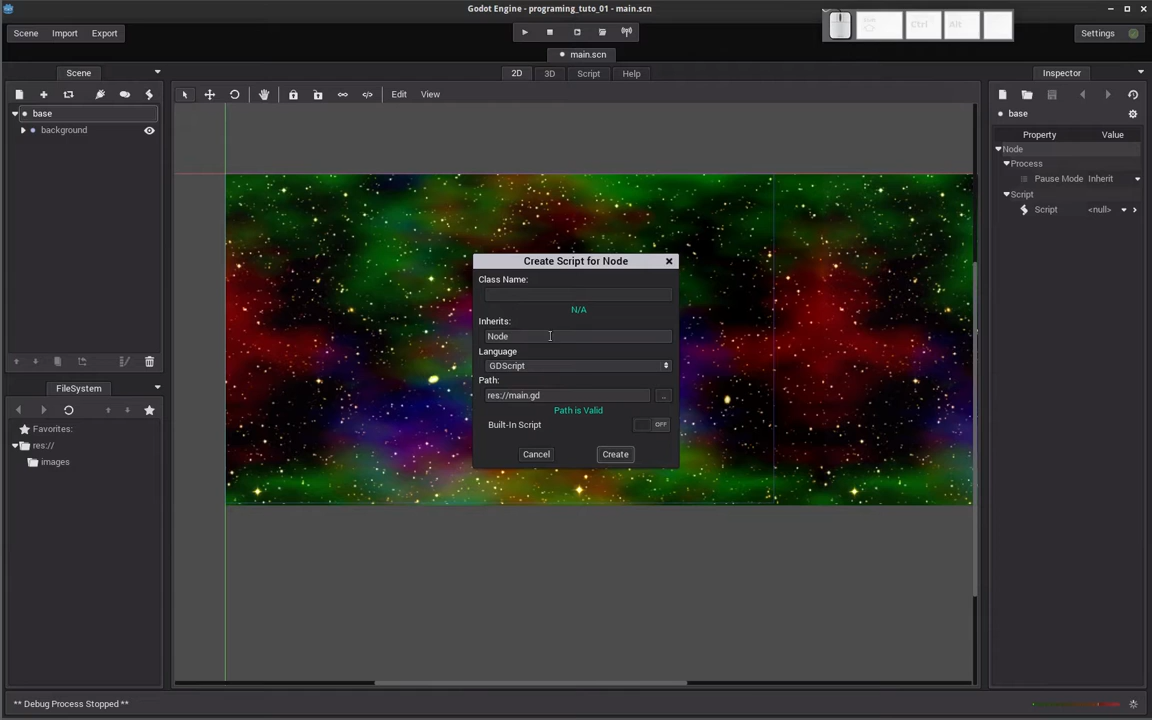 Godot Engine - programing_tuto_01 - main.scn
Scene Import Export
Settings
Ctrl Alt
main.scn
Scene
2D 3D Script Help
Inspector
Edit View
base
background
base
Property Value
Node
Process
Pause Mode Inherit
Script
Script <null>
Create Script for Node
Class Name:
N/A
Inherits:
Node
Language
GDScript
Path:
res://main.gd
..
Path is Valid
Built-In Script OFF
Cancel Create
FileSystem
Favorites:
res://
images
** Debug Process Stopped **